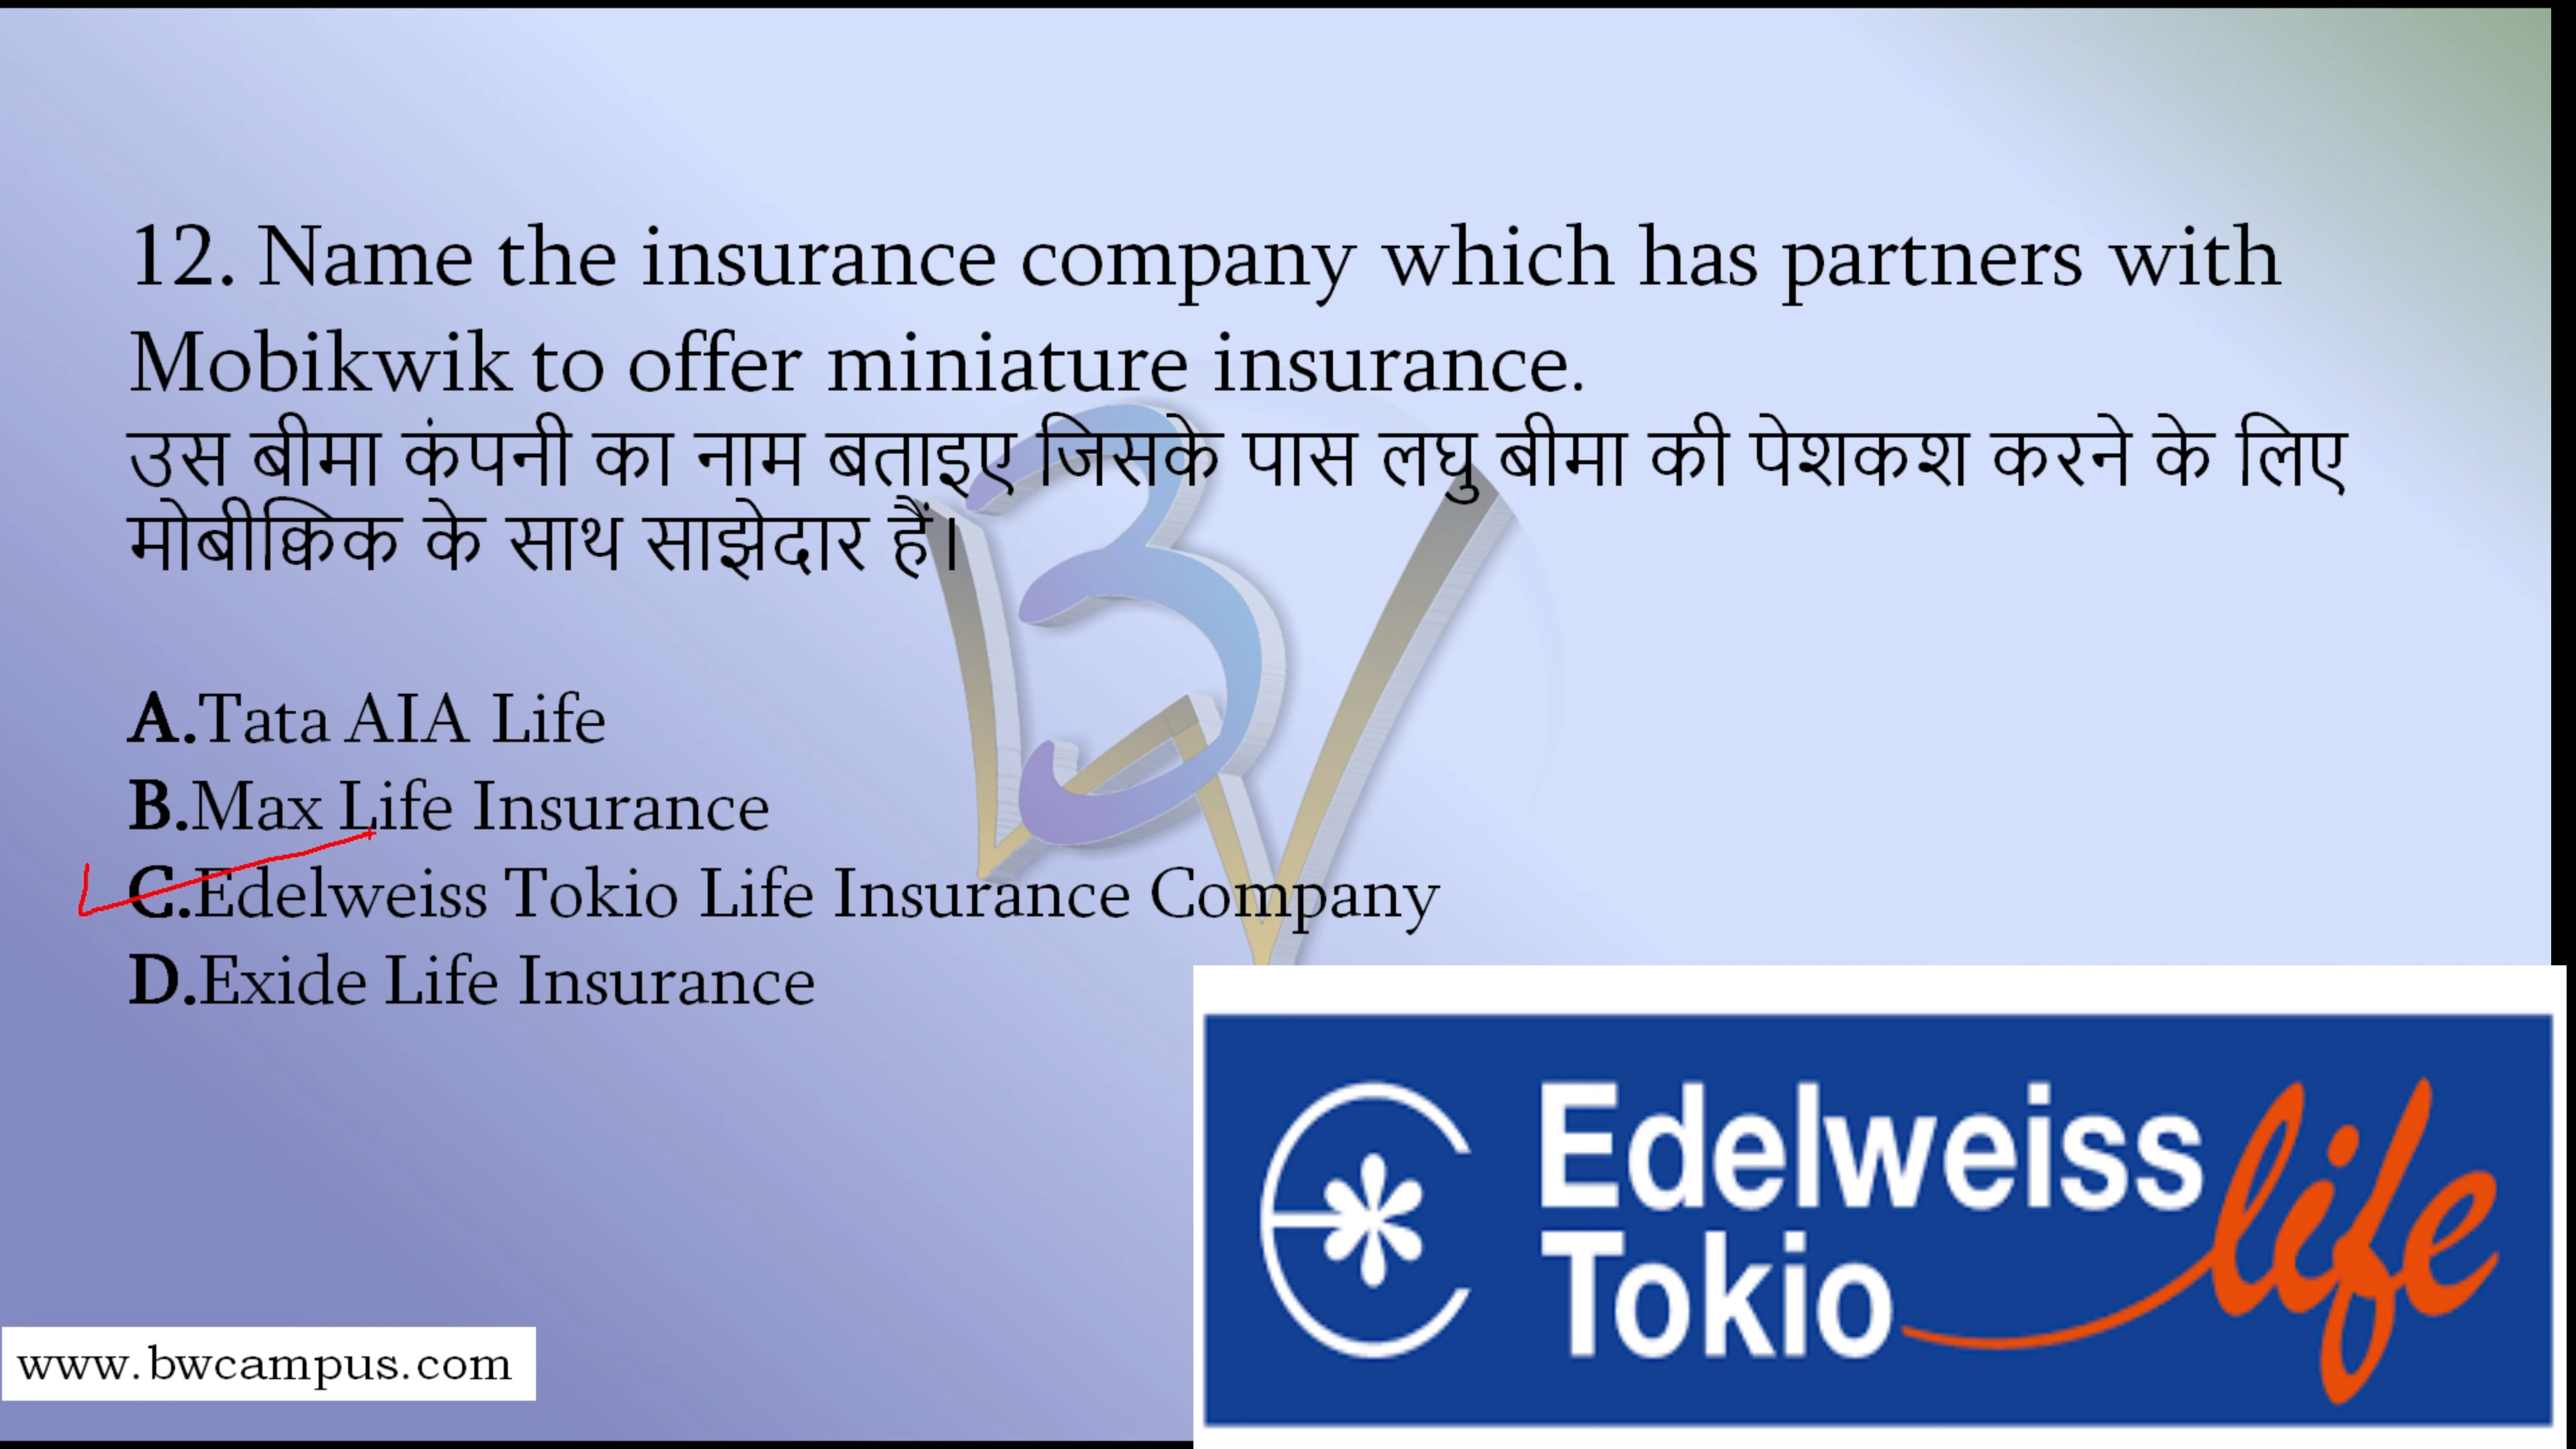 12. Name the insurance company which has partners with
Mobikwik to offer miniature insurance.
उस बीमा कंपनी का नाम बताइए जिसके पास लघु बीमा की पेशकश करने के लिए
मोबीक्विक के साथ साझेदार हैं।
A.Tata AIA Life
B.Max Life Insurance
C.Edelweiss Tokio Life Insurance Company
D.Exide Life Insurance
Edelweiss
Tokio life
www.bwcampus.com